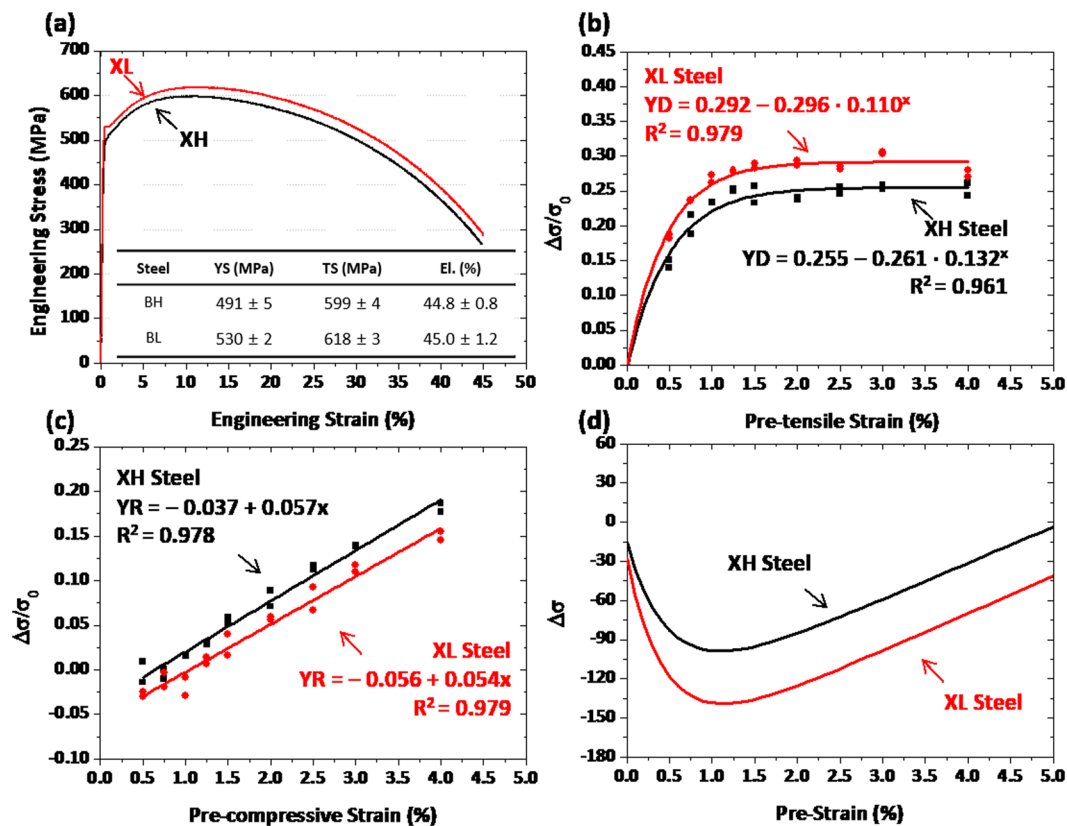 (a)
700
600
500
400
300
200
100
0
Engineering Stress (MPa)
XL
XH
Steel YS (MPa) TS (MPa) El. (%)
BH 491 ± 5 599 ± 4 44.8 ± 0.8
BL 530 ± 2 618 ± 3 45.0 ± 1.2
0 5 10 15 20 25 30 35 40 45 50
Engineering Strain (%)
(b)
0.45
0.40
0.35
0.30
0.25
0.20
0.15
0.10
0.05
0.00
Δσ/σ₀
XL Steel
YD = 0.292 – 0.296 · 0.110ˣ
R² = 0.979
XH Steel
YD = 0.255 – 0.261 · 0.132ˣ
R² = 0.961
0.0 0.5 1.0 1.5 2.0 2.5 3.0 3.5 4.0 4.5 5.0
Pre-tensile Strain (%)
(c)
0.25
0.20
0.15
0.10
0.05
0.00
-0.05
-0.10
Δσ/σ₀
XH Steel
YR = – 0.037 + 0.057x
R² = 0.978
XL Steel
YR = – 0.056 + 0.054x
R² = 0.979
0.0 0.5 1.0 1.5 2.0 2.5 3.0 3.5 4.0 4.5 5.0
Pre-compressive Strain (%)
(d)
60
30
0
-30
-60
-90
-120
-150
-180
Δσ
XH Steel
XL Steel
0.0 0.5 1.0 1.5 2.0 2.5 3.0 3.5 4.0 4.5 5.0
Pre-Strain (%)